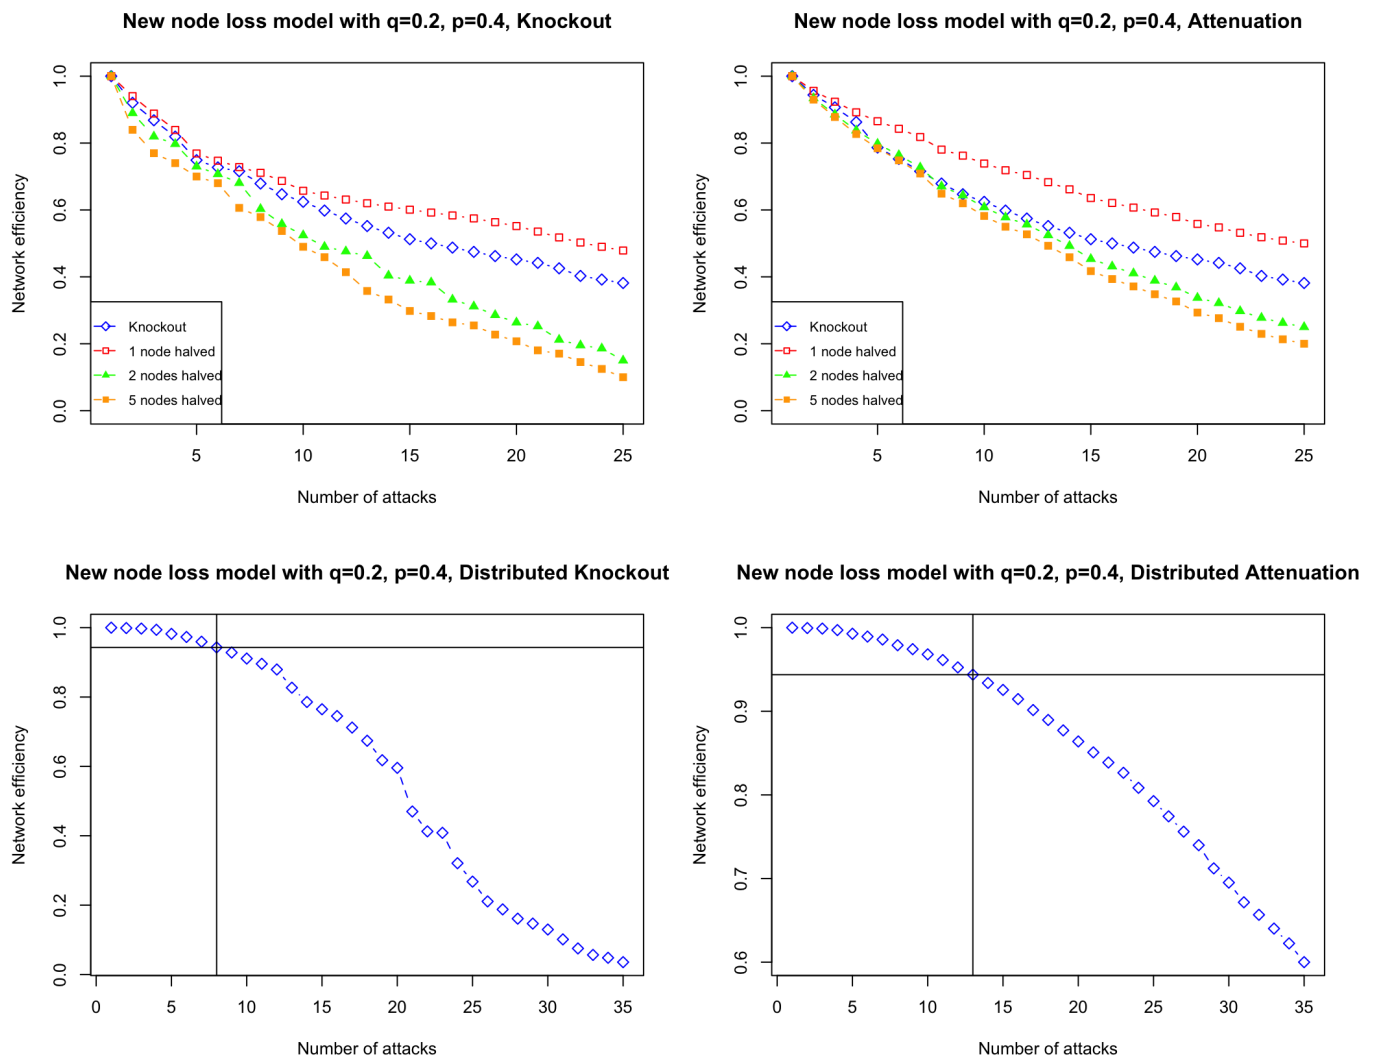 New node loss model with q=0.2, p=0.4, Knockout
Network efficiency
1.0
0.8
0.6
0.4
0.2
0.0
Knockout
1 node halved
2 nodes halved
5 nodes halved
5 10 15 20 25
Number of attacks
New node loss model with q=0.2, p=0.4, Attenuation
Network efficiency
1.0
0.8
0.6
0.4
0.2
0.0
Knockout
1 node halved
2 nodes halved
5 nodes halved
5 10 15 20 25
Number of attacks
New node loss model with q=0.2, p=0.4, Distributed Knockout
Network efficiency
1.0
0.8
0.6
0.4
0.2
0.0
0 5 10 15 20 25 30 35
Number of attacks
New node loss model with q=0.2, p=0.4, Distributed Attenuation
Network efficiency
1.0
0.9
0.8
0.7
0.6
0 5 10 15 20 25 30 35
Number of attacks